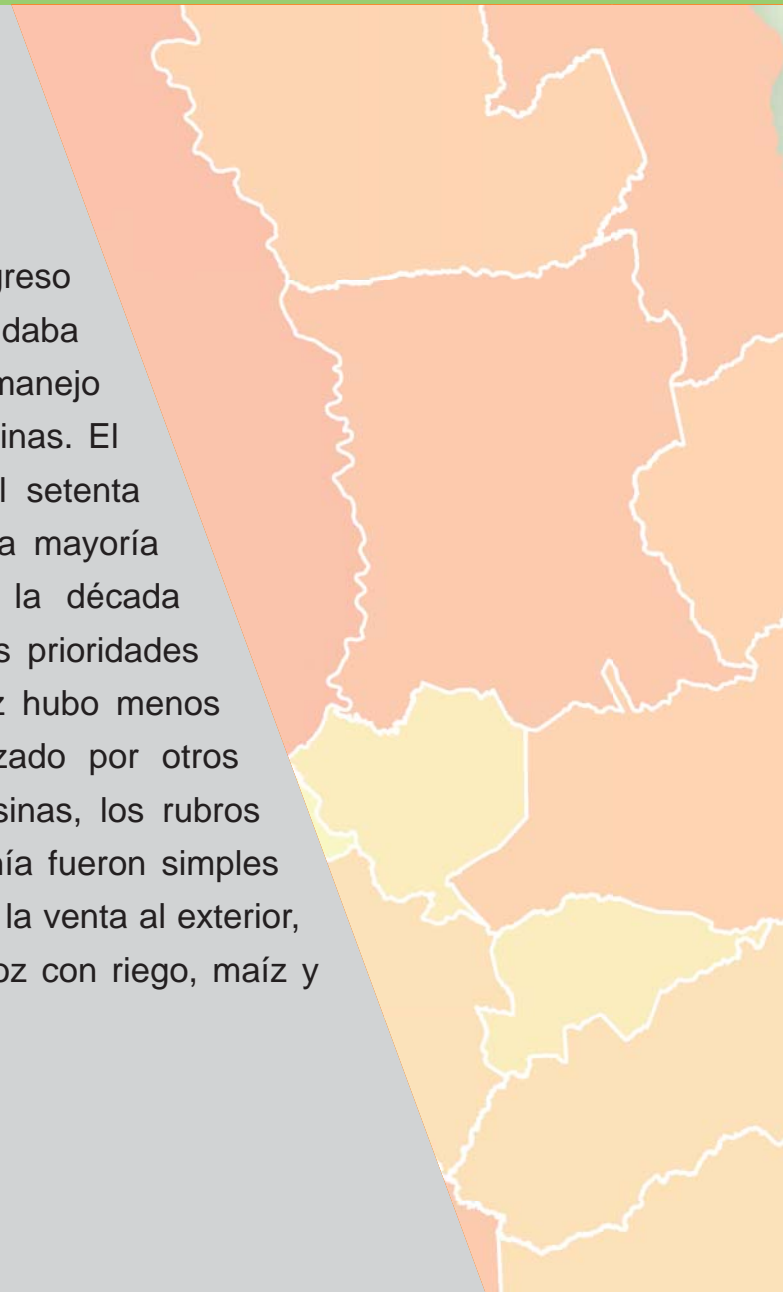 greso
daba
manejo
inas. El
l setenta
a mayoría
la década
s prioridades
z hubo menos
zado por otros
sinas, los rubros
nía fueron simples
la venta al exterior,
oz con riego, maíz y